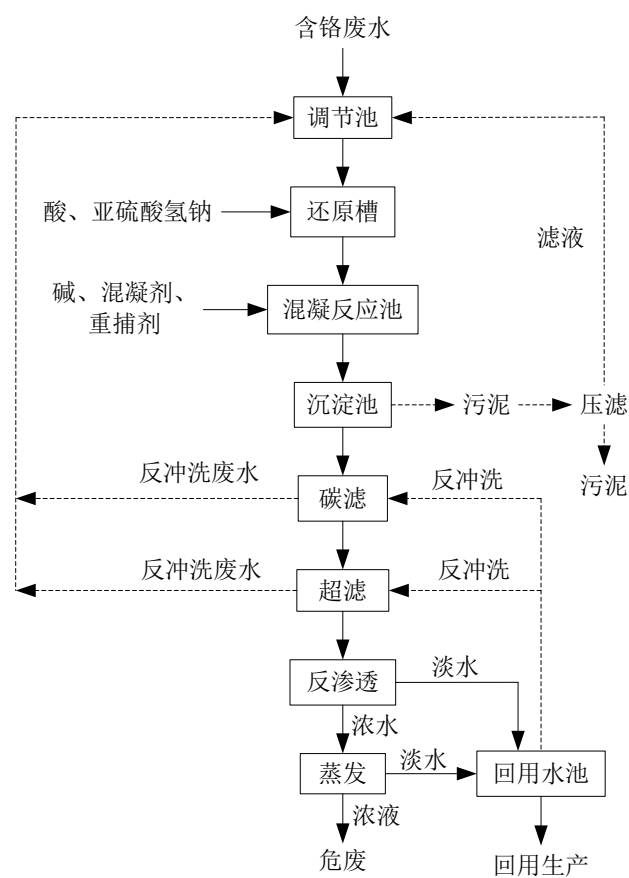 含铬废水
调节池
酸、亚硫酸氢钠
还原槽
滤液
碱、混凝剂、
重捕剂
混凝反应池
沉淀池
污泥
压滤
反冲洗废水
碳滤
反冲洗
污泥
反冲洗废水
超滤
反冲洗
反渗透
淡水
浓水
蒸发
淡水
回用水池
浓液
危废
回用生产